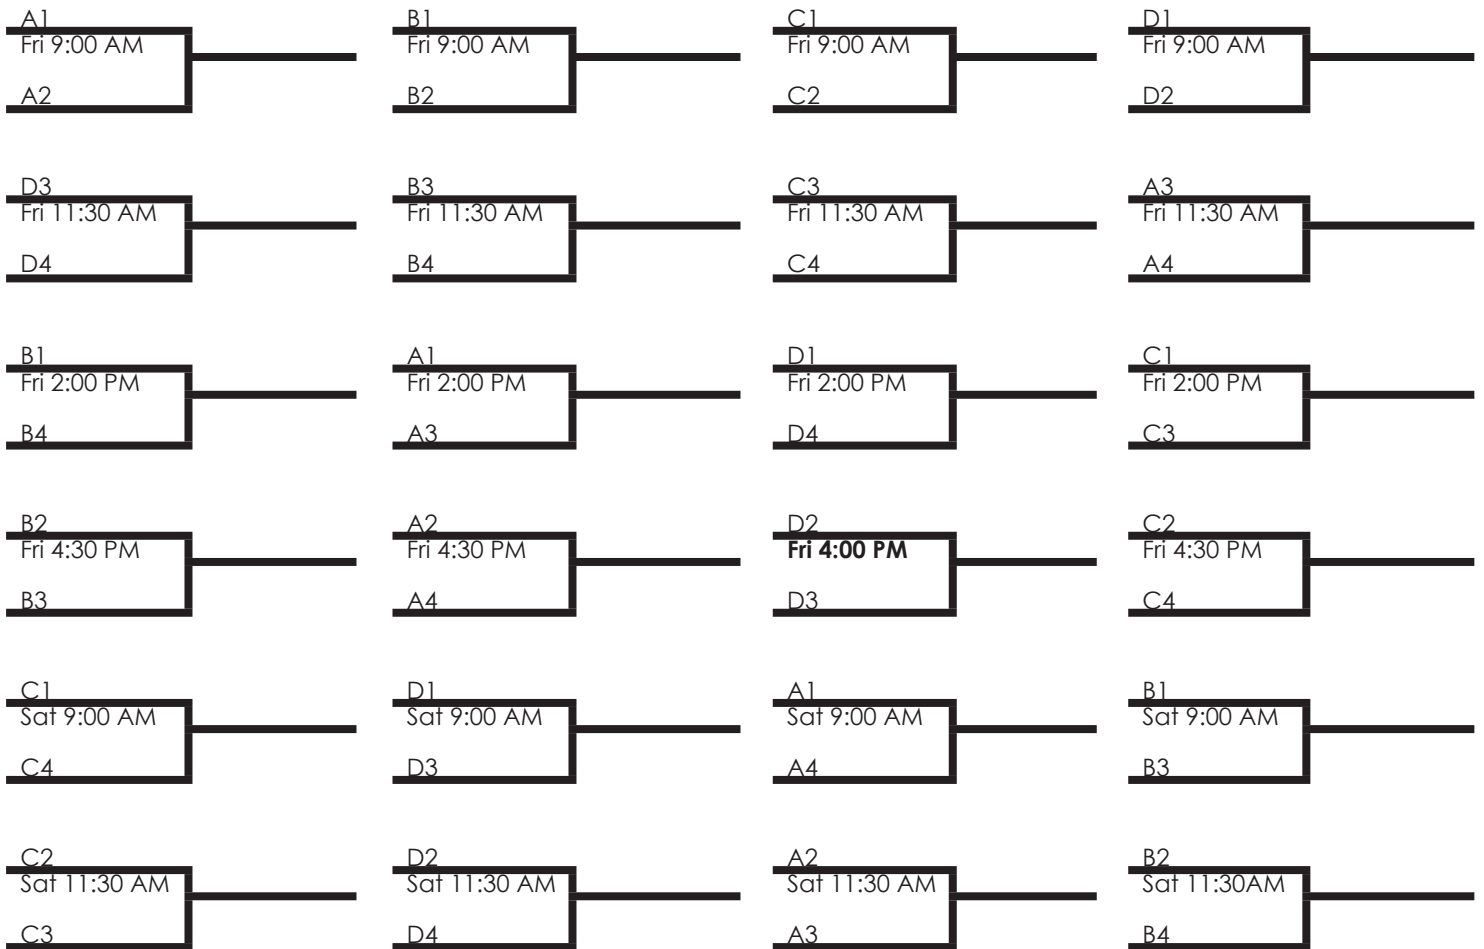 A1
Fri 9:00 AM
A2
B1
Fri 9:00 AM
B2
C1
Fri 9:00 AM
C2
D1
Fri 9:00 AM
D2
D3
Fri 11:30 AM
D4
B3
Fri 11:30 AM
B4
C3
Fri 11:30 AM
C4
A3
Fri 11:30 AM
A4
B1
Fri 2:00 PM
B4
A1
Fri 2:00 PM
A3
D1
Fri 2:00 PM
D4
C1
Fri 2:00 PM
C3
B2
Fri 4:30 PM
B3
A2
Fri 4:30 PM
A4
D2
Fri 4:00 PM
D3
C2
Fri 4:30 PM
C4
C1
Sat 9:00 AM
C4
D1
Sat 9:00 AM
D3
A1
Sat 9:00 AM
A4
B1
Sat 9:00 AM
B3
C2
Sat 11:30 AM
C3
D2
Sat 11:30 AM
D4
A2
Sat 11:30 AM
A3
B2
Sat 11:30AM
B4